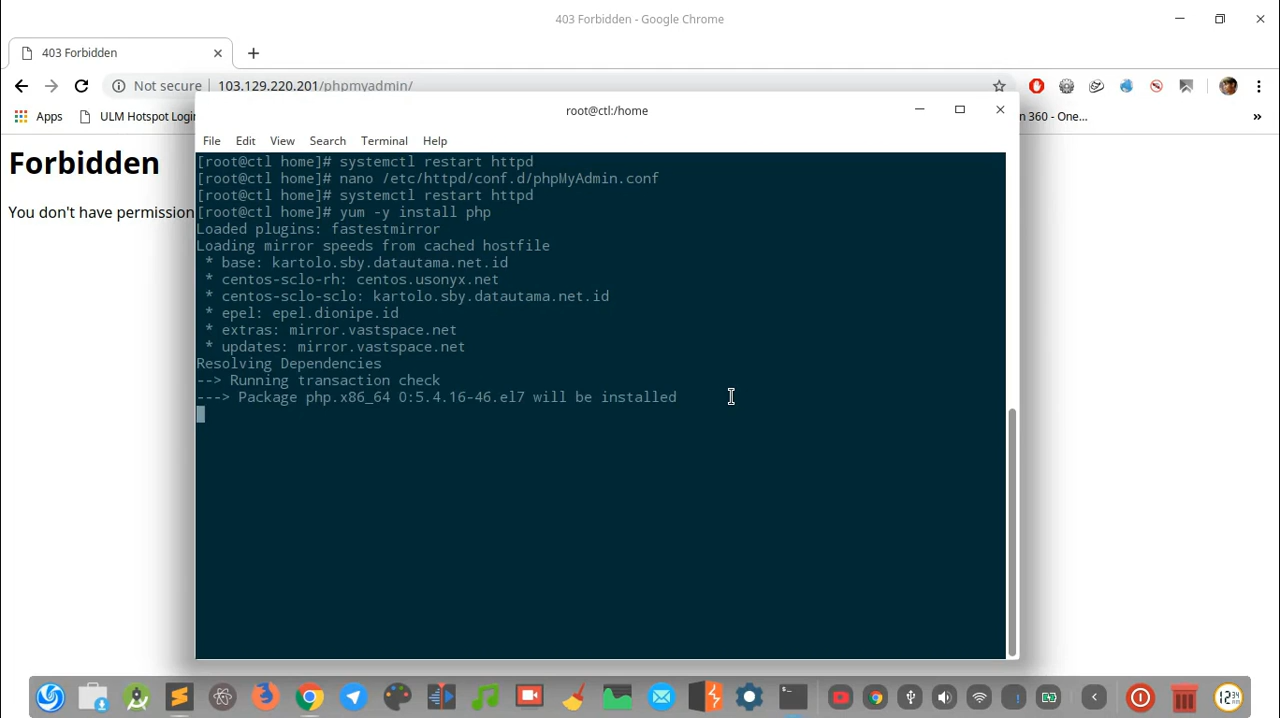 403 Forbidden - Google Chrome
403 Forbidden
Not secure
103.129.220.201/phpmyadmin/
Apps
ULM Hotspot Login
n 360 - One...
»
root@ctl:/home
File Edit View Search Terminal Help
Forbidden
You don't have permission
[root@ctl home]# systemctl restart httpd
[root@ctl home]# nano /etc/httpd/conf.d/phpMyAdmin.conf
[root@ctl home]# systemctl restart httpd
[root@ctl home]# yum -y install php
Loaded plugins: fastestmirror
Loading mirror speeds from cached hostfile
* base: kartolo.sby.datautama.net.id
* centos-sclo-rh: centos.usonyx.net
* centos-sclo-sclo: kartolo.sby.datautama.net.id
* epel: epel.dionipe.id
* extras: mirror.vastspace.net
* updates: mirror.vastspace.net
Resolving Dependencies
--> Running transaction check
---> Package php.x86_64 0:5.4.16-46.el7 will be installed